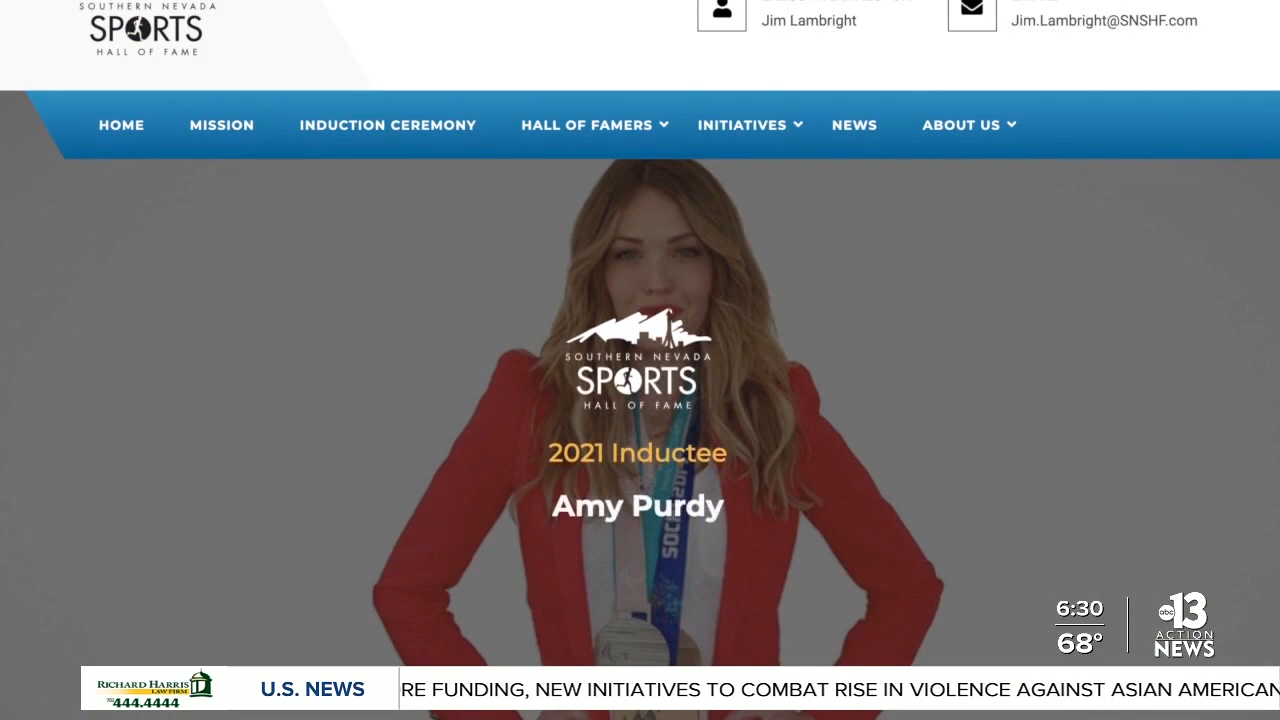 SOUTHERN NEVADA
SPORTS
HALL OF FAME
Jim Lambright
Jim.Lambright@SNSHF.com
HOME MISSION INDUCTION CEREMONY HALL OF FAMERS INITIATIVES NEWS ABOUT US
SOUTHERN NEVADA
SPORTS
HALL OF FAME
2021 Inductee
Amy Purdy
6:30
68°
abc 13
ACTION
NEWS
RICHARD HARRIS
LAW FIRM
702 444.4444
U.S. NEWS
RE FUNDING, NEW INITIATIVES TO COMBAT RISE IN VIOLENCE AGAINST ASIAN AMERICAN